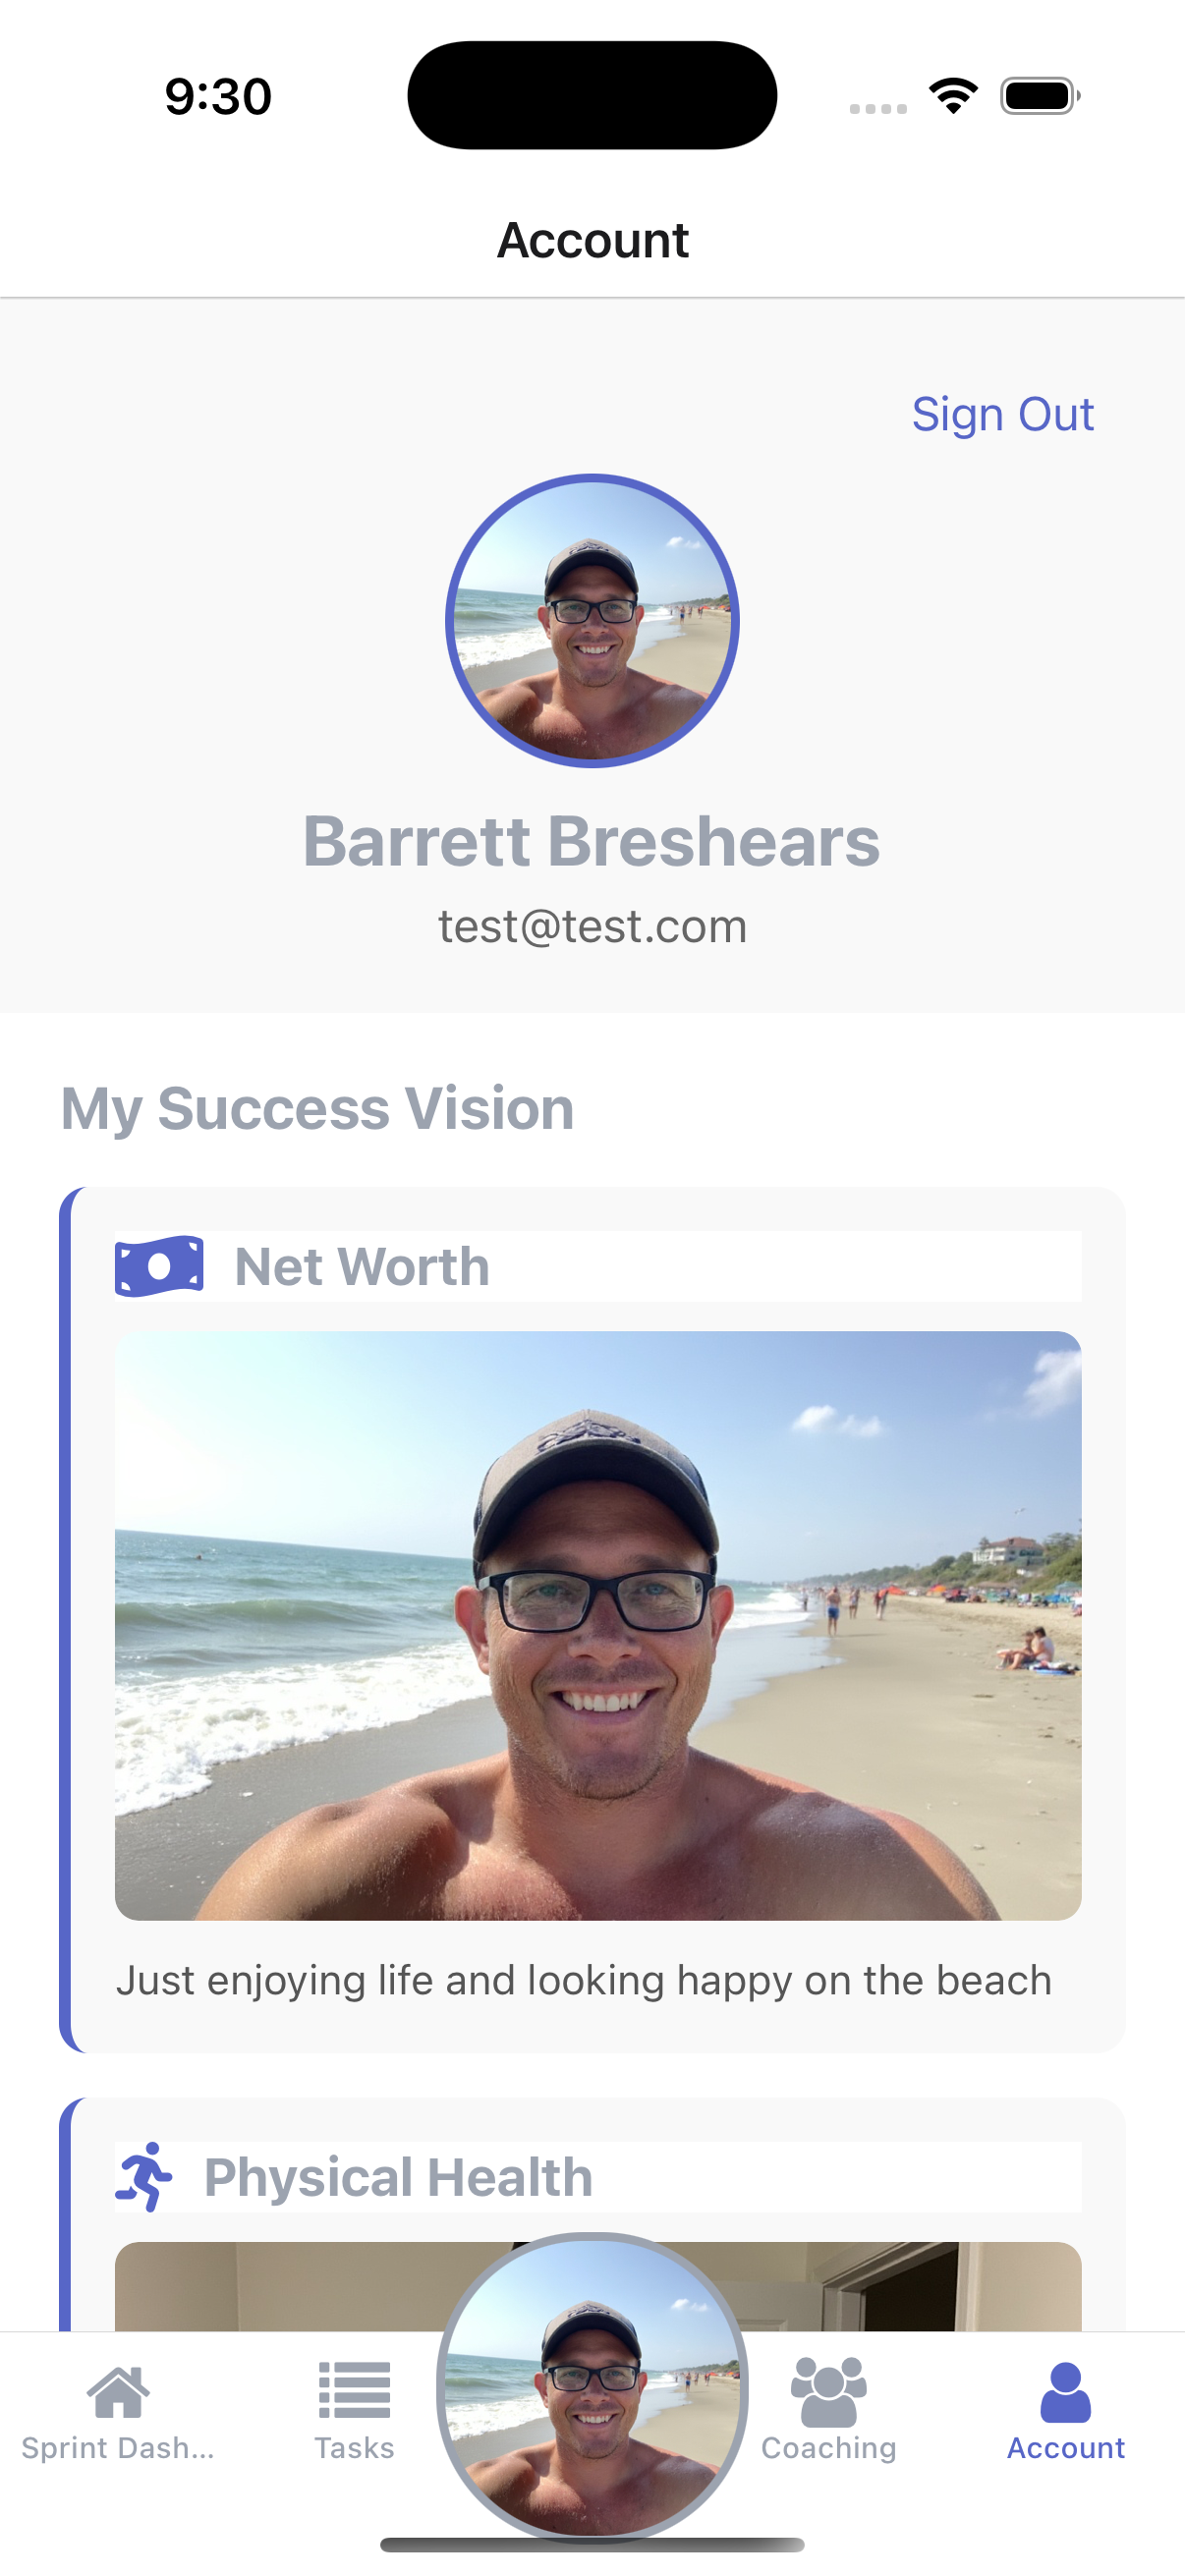 9:30
Account
Sign Out
Barrett Breshears
test@test.com
My Success Vision
Net Worth
Just enjoying life and looking happy on the beach
Physical Health
Sprint Dash...
Tasks
Coaching
Account